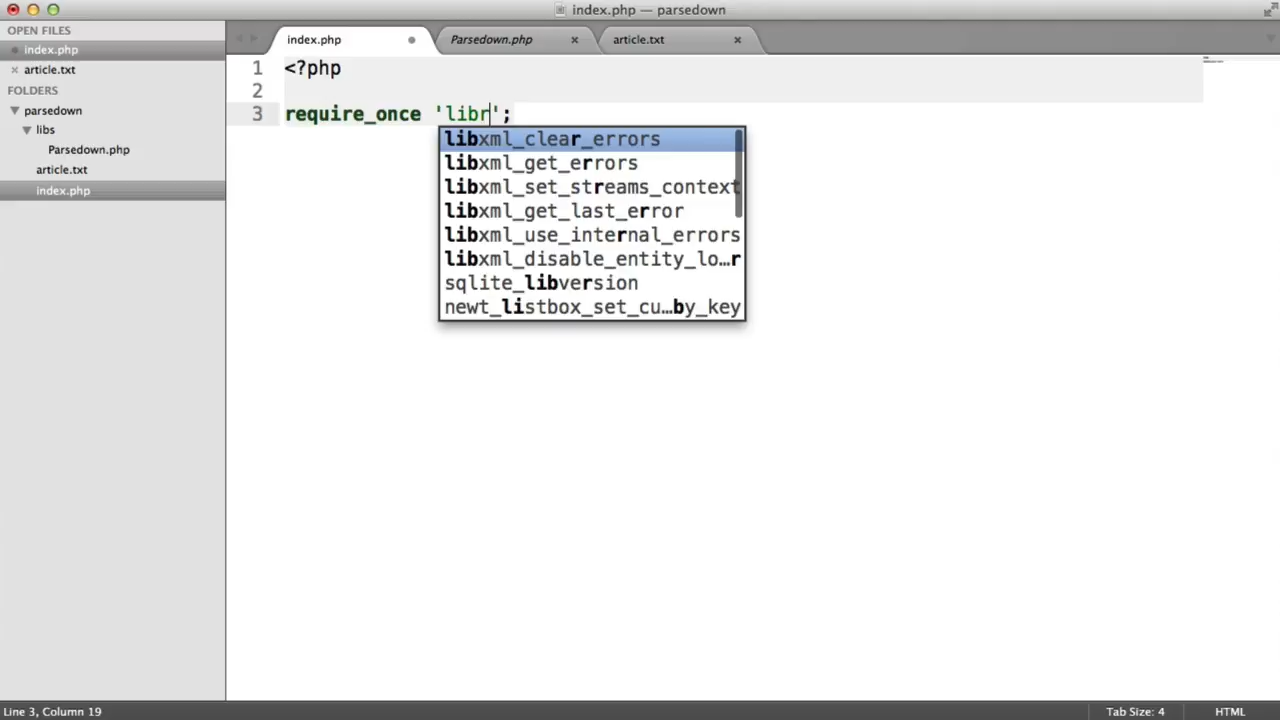 index.php — parsedown
OPEN FILES
index.php
article.txt
FOLDERS
parsedown
libs
Parsedown.php
article.txt
index.php
index.php
Parsedown.php
article.txt
1 <?php
2
3 require_once 'libr';
libxml_clear_errors
libxml_get_errors
libxml_set_streams_context
libxml_get_last_error
libxml_use_internal_errors
libxml_disable_entity_lo…r
sqlite_libversion
newt_listbox_set_cu…by_key
Line 3, Column 19
Tab Size: 4
HTML